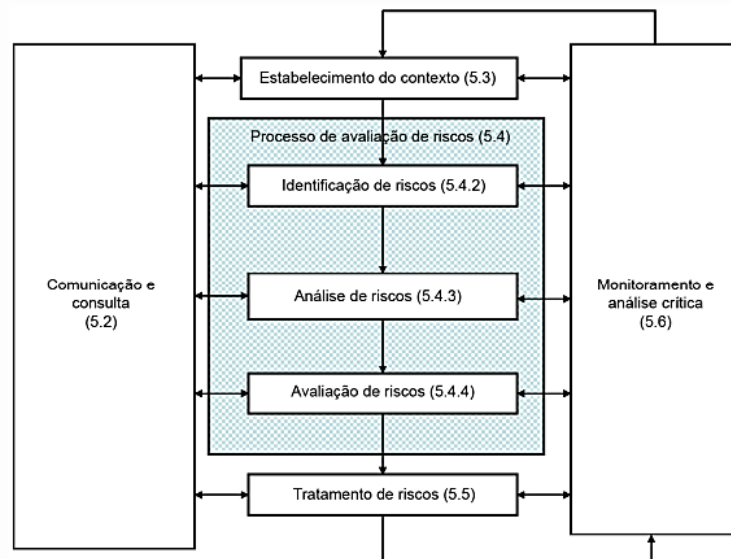 Estabelecimento do contexto (5.3)
Processo de avaliação de riscos (5.4)
Identificação de riscos (5.4.2)
Comunicação e
consulta
(5.2)
Análise de riscos (5.4.3)
Monitoramento e
análise crítica
(5.6)
Avaliação de riscos (5.4.4)
Tratamento de riscos (5.5)